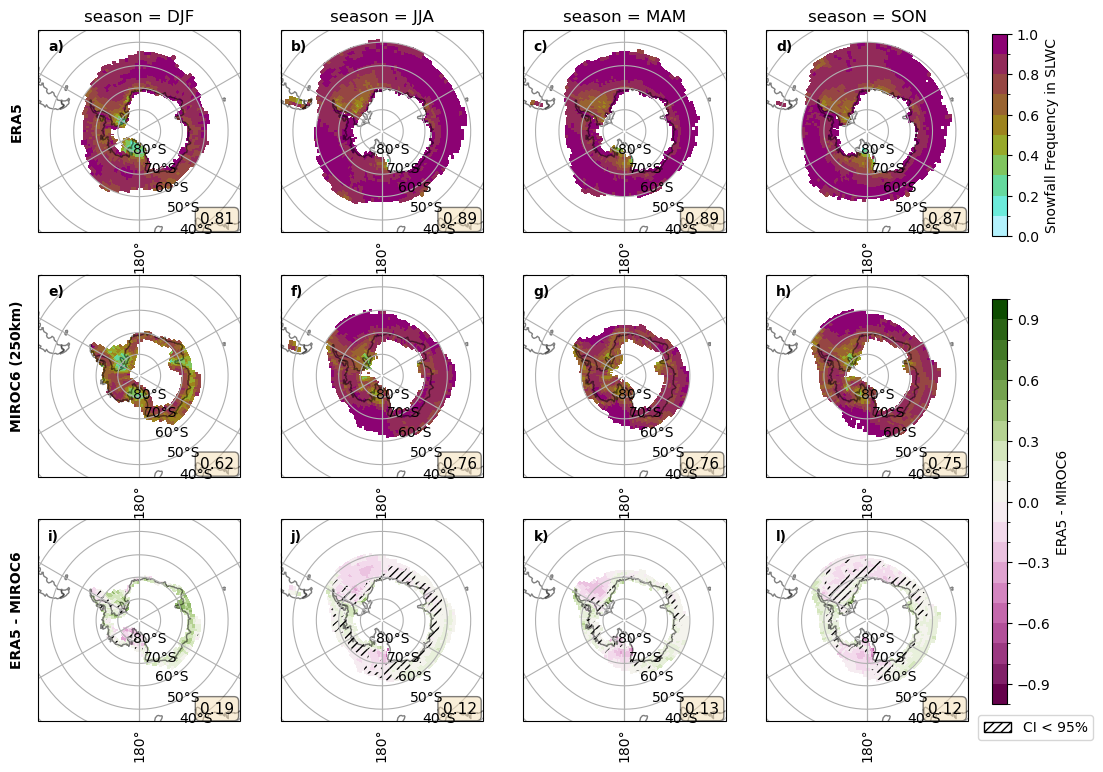 season = DJF
season = JJA
season = MAM
season = SON
ERA5
a)
80°S
70°S
60°S
50°S
40°S
0.81
180°
b)
80°S
70°S
60°S
50°S
40°S
0.89
180°
c)
80°S
70°S
60°S
50°S
40°S
0.89
180°
d)
80°S
70°S
60°S
50°S
40°S
0.87
180°
1.0
0.8
0.6
0.4
0.2
0.0
Snowfall Frequency in SLWC
MIROC6 (250km)
e)
80°S
70°S
60°S
50°S
40°S
0.62
180°
f)
80°S
70°S
60°S
50°S
40°S
0.76
180°
g)
80°S
70°S
60°S
50°S
40°S
0.76
180°
h)
80°S
70°S
60°S
50°S
40°S
0.75
180°
ERA5 - MIROC6
i)
80°S
70°S
60°S
50°S
40°S
0.19
180°
j)
80°S
70°S
60°S
50°S
40°S
0.12
180°
k)
80°S
70°S
60°S
50°S
40°S
0.13
180°
l)
80°S
70°S
60°S
50°S
40°S
0.12
180°
0.9
0.6
0.3
0.0
−0.3
−0.6
−0.9
ERA5 - MIROC6
CI < 95%